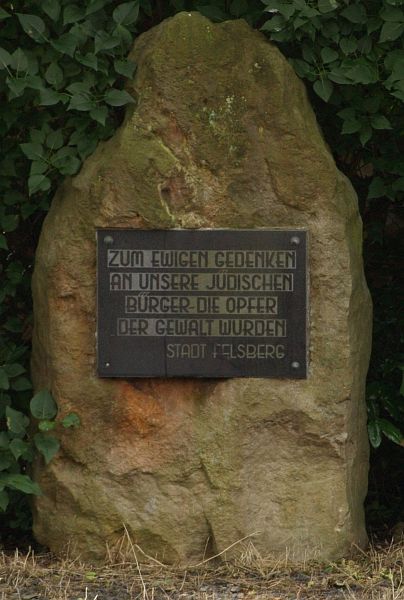 ZUM EWIGEN GEDENKEN
AN UNSERE JÜDISCHEN
BÜRGER·DIE OPFER
DER GEWALT WURDEN
STADT FELSBERG